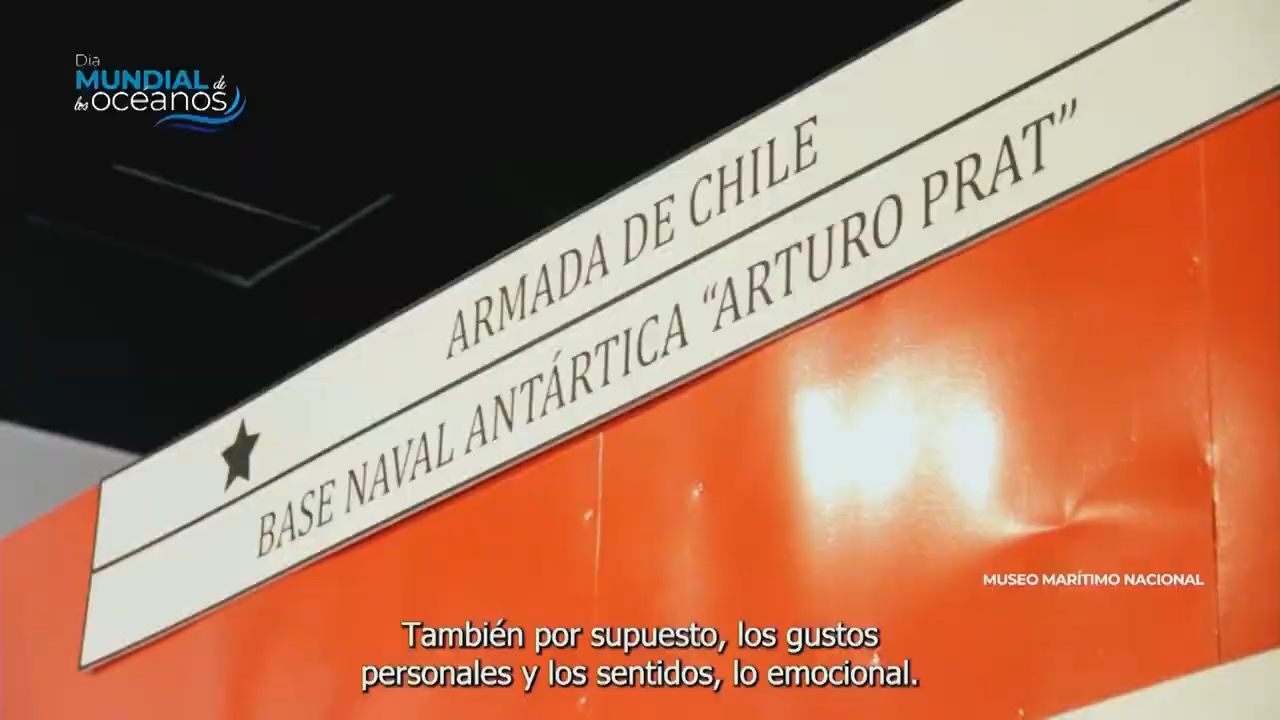 Dia
MUNDIAL de
los océanos
ARMADA DE CHILE
BASE NAVAL ANTÁRTICA “ARTURO PRAT”
MUSEO MARÍTIMO NACIONAL
También por supuesto, los gustos
personales y los sentidos, lo emocional.